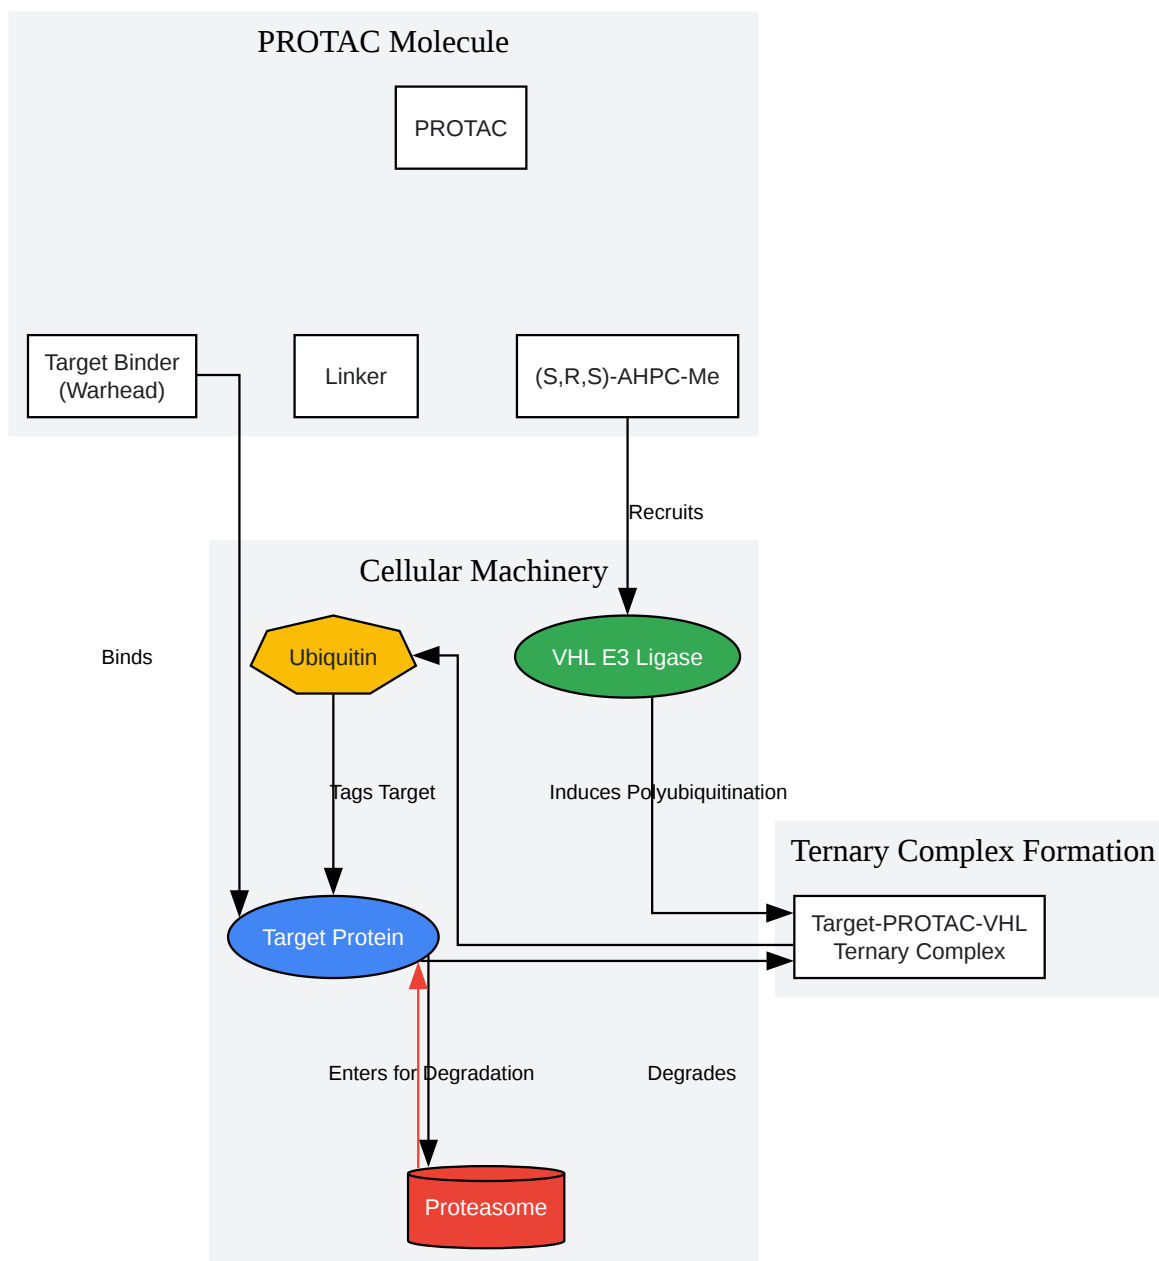 PROTAC Molecule
PROTAC
Target Binder
(Warhead)
Linker
(S,R,S)-AHPC-Me
Recruits
Cellular Machinery
Binds
Ubiquitin
VHL E3 Ligase
Tags Target
Induces Polyubiquitination
Ternary Complex Formation
Target Protein
Target-PROTAC-VHL
Ternary Complex
Enters for Degradation
Degrades
Proteasome